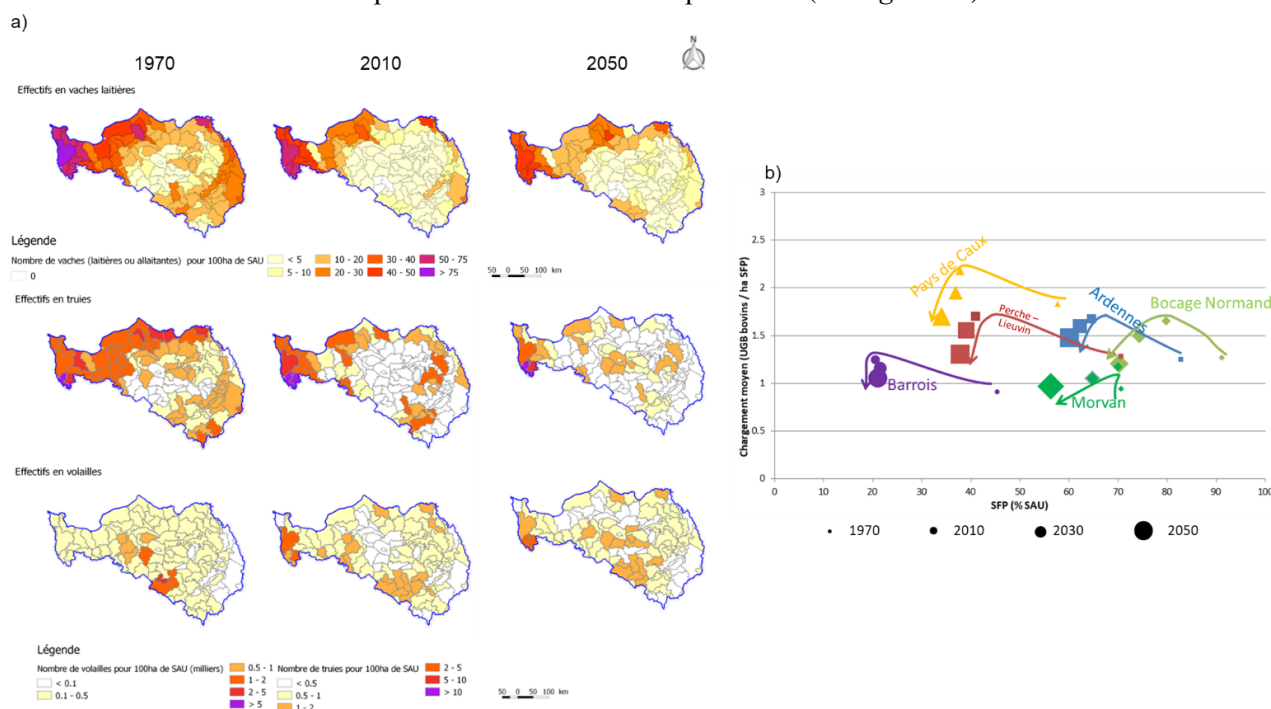 a)
N
1970 2010 2050
Effectifs en vaches laitières
Légende
Nombre de vaches (laitières ou allaitantes) pour 100ha de SAU
0
< 5
5 - 10
10 - 20
20 - 30
30 - 40
40 - 50
50 - 75
> 75
50 0 50 100 km
Effectifs en truies
Effectifs en volailles
Légende
Nombre de volailles pour 100ha de SAU (milliers)
< 0.1
0.1 - 0.5
0.5 - 1
1 - 2
2 - 5
> 5
Nombre de truies pour 100ha de SAU
< 0.5
0.5 - 1
1 - 2
2 - 5
5 - 10
> 10
50 0 50 100 km
b)
Chargement moyen (UGB bovins / ha SFP)
3
2.5
2
1.5
1
0.5
0
Pays de Caux
Perche –
Lieuvin
Ardennes
Bocage Normand
Barrois
Morvan
0 10 20 30 40 50 60 70 80 90 100
SFP (% SAU)
1970 2010 2030 2050